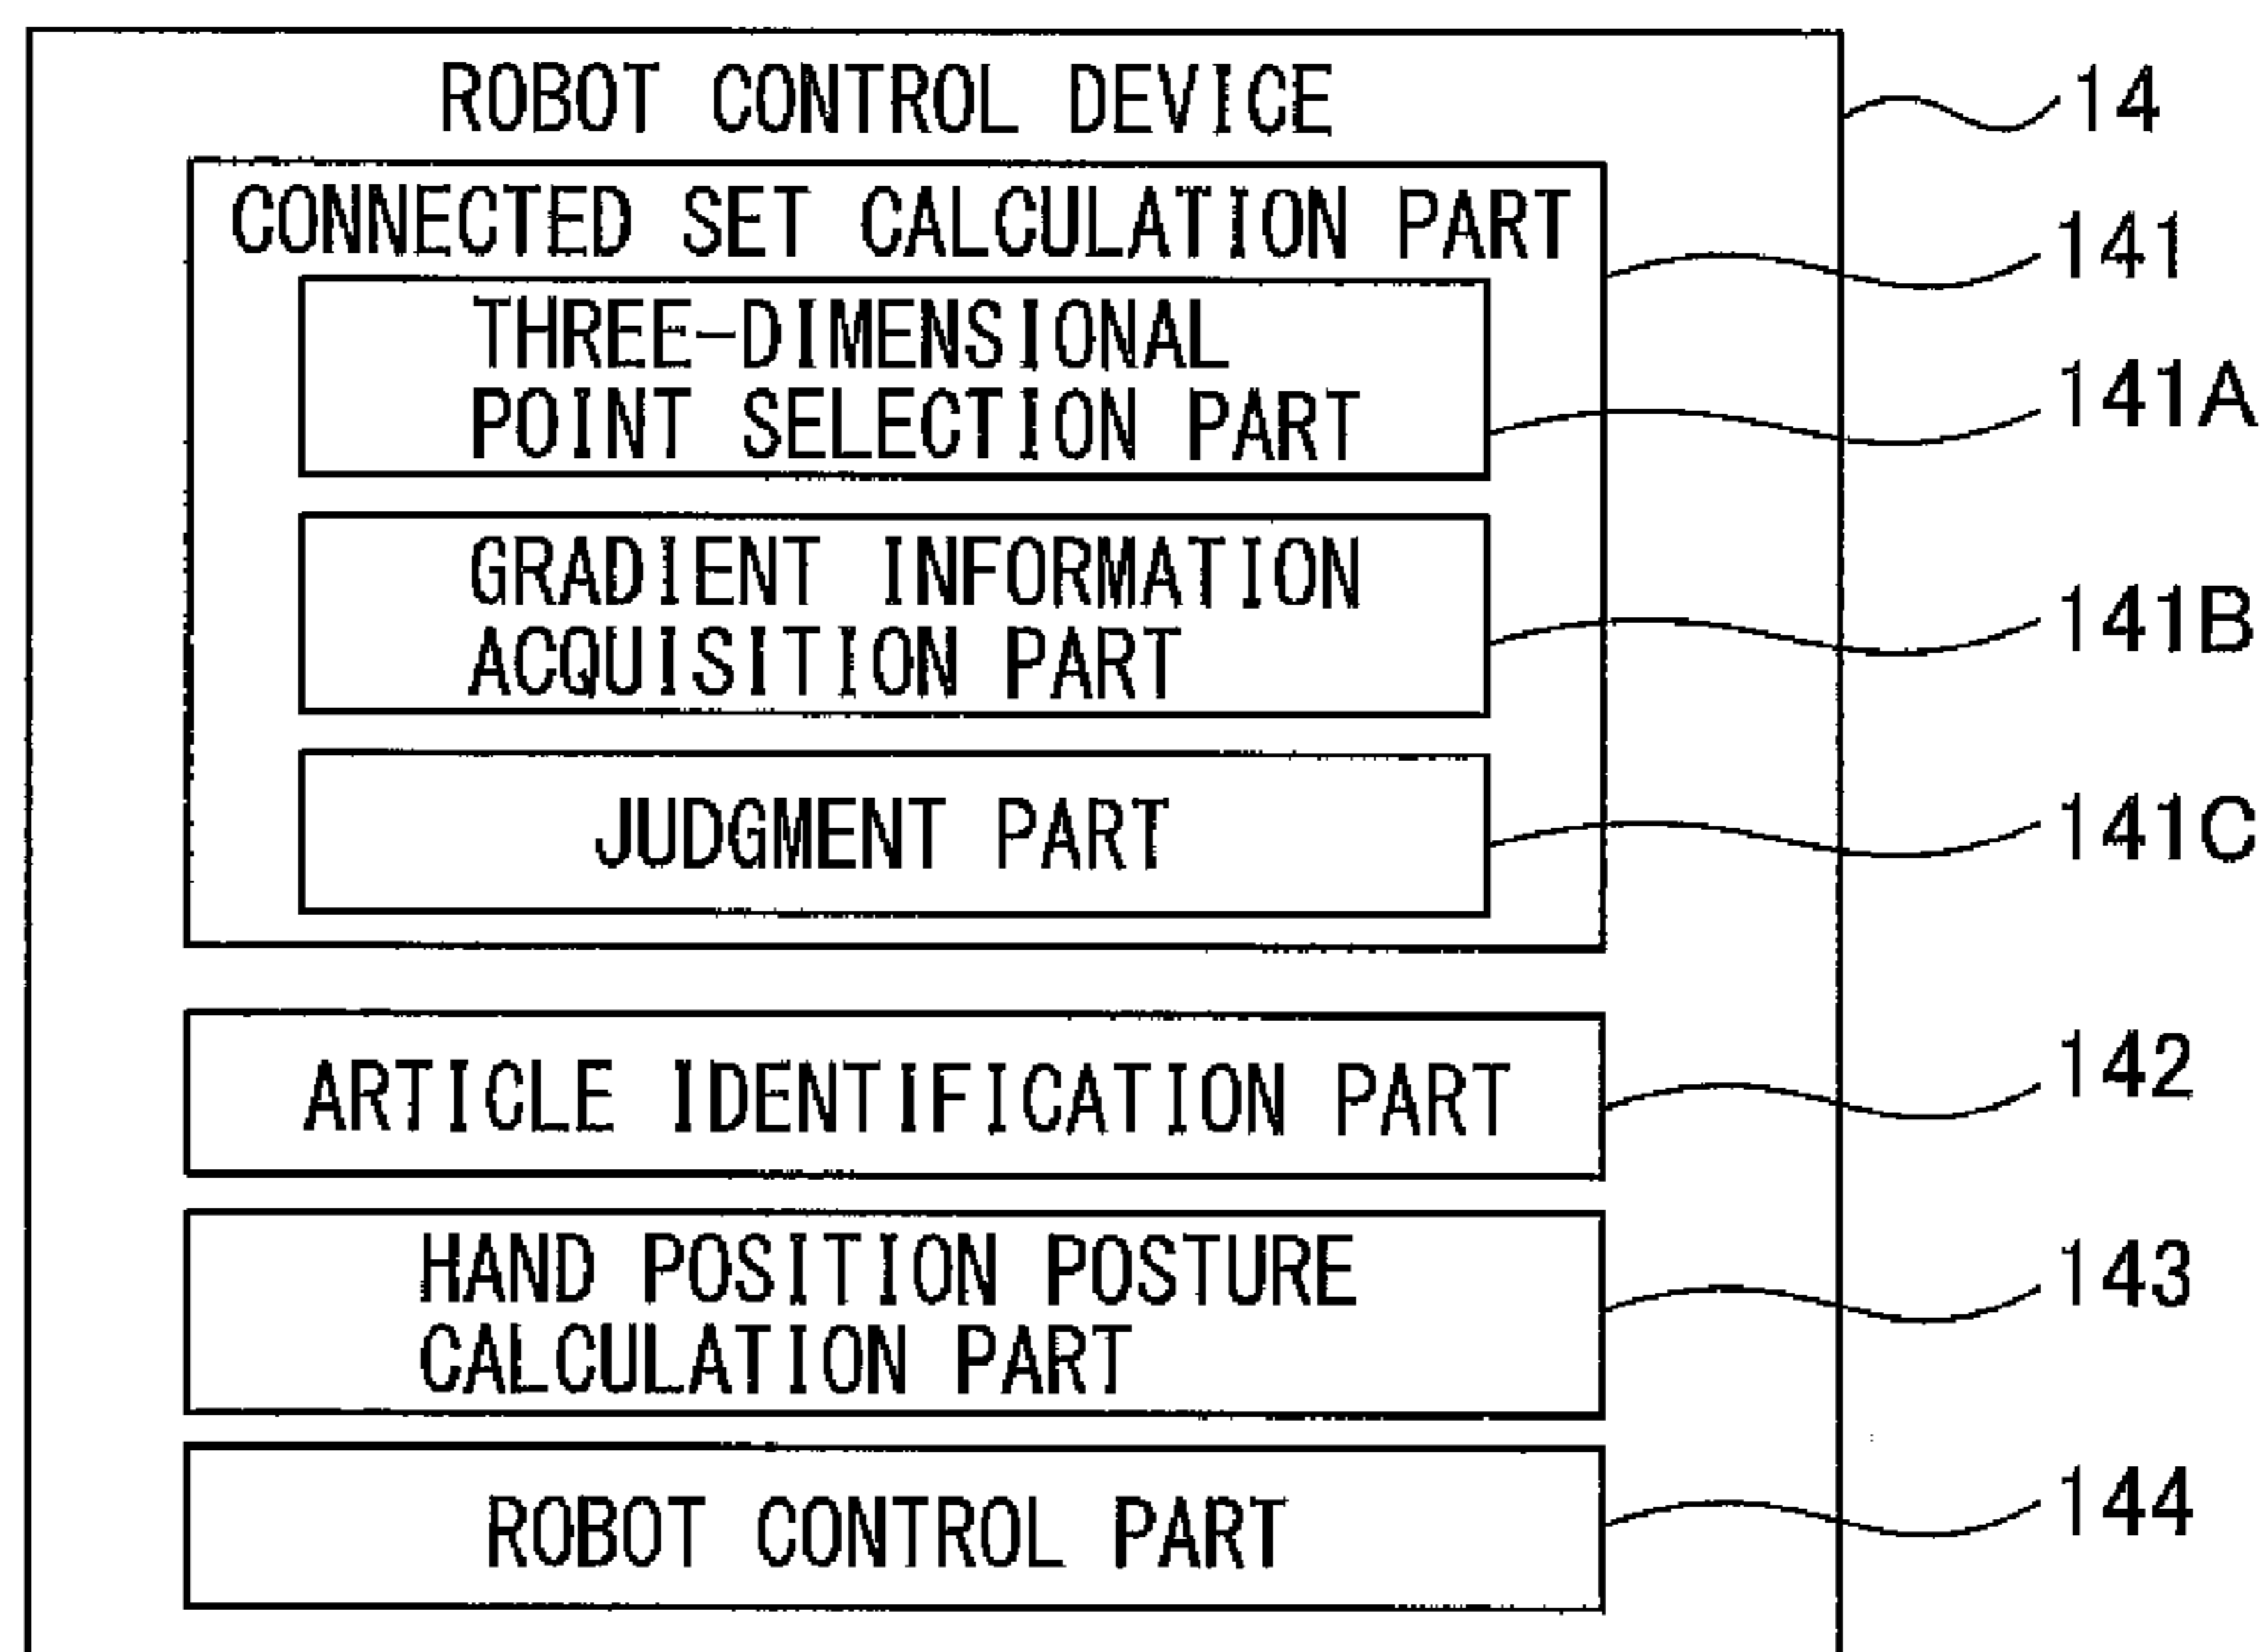 ROBOT CONTROL DEVICE
14
CONNECTED SET CALCULATION PART
141
THREE-DIMENSIONAL
POINT SELECTION PART
141A
GRADIENT INFORMATION
ACQUISITION PART
141B
JUDGMENT PART
141C
ARTICLE IDENTIFICATION PART
142
HAND POSITION POSTURE
CALCULATION PART
143
ROBOT CONTROL PART
144